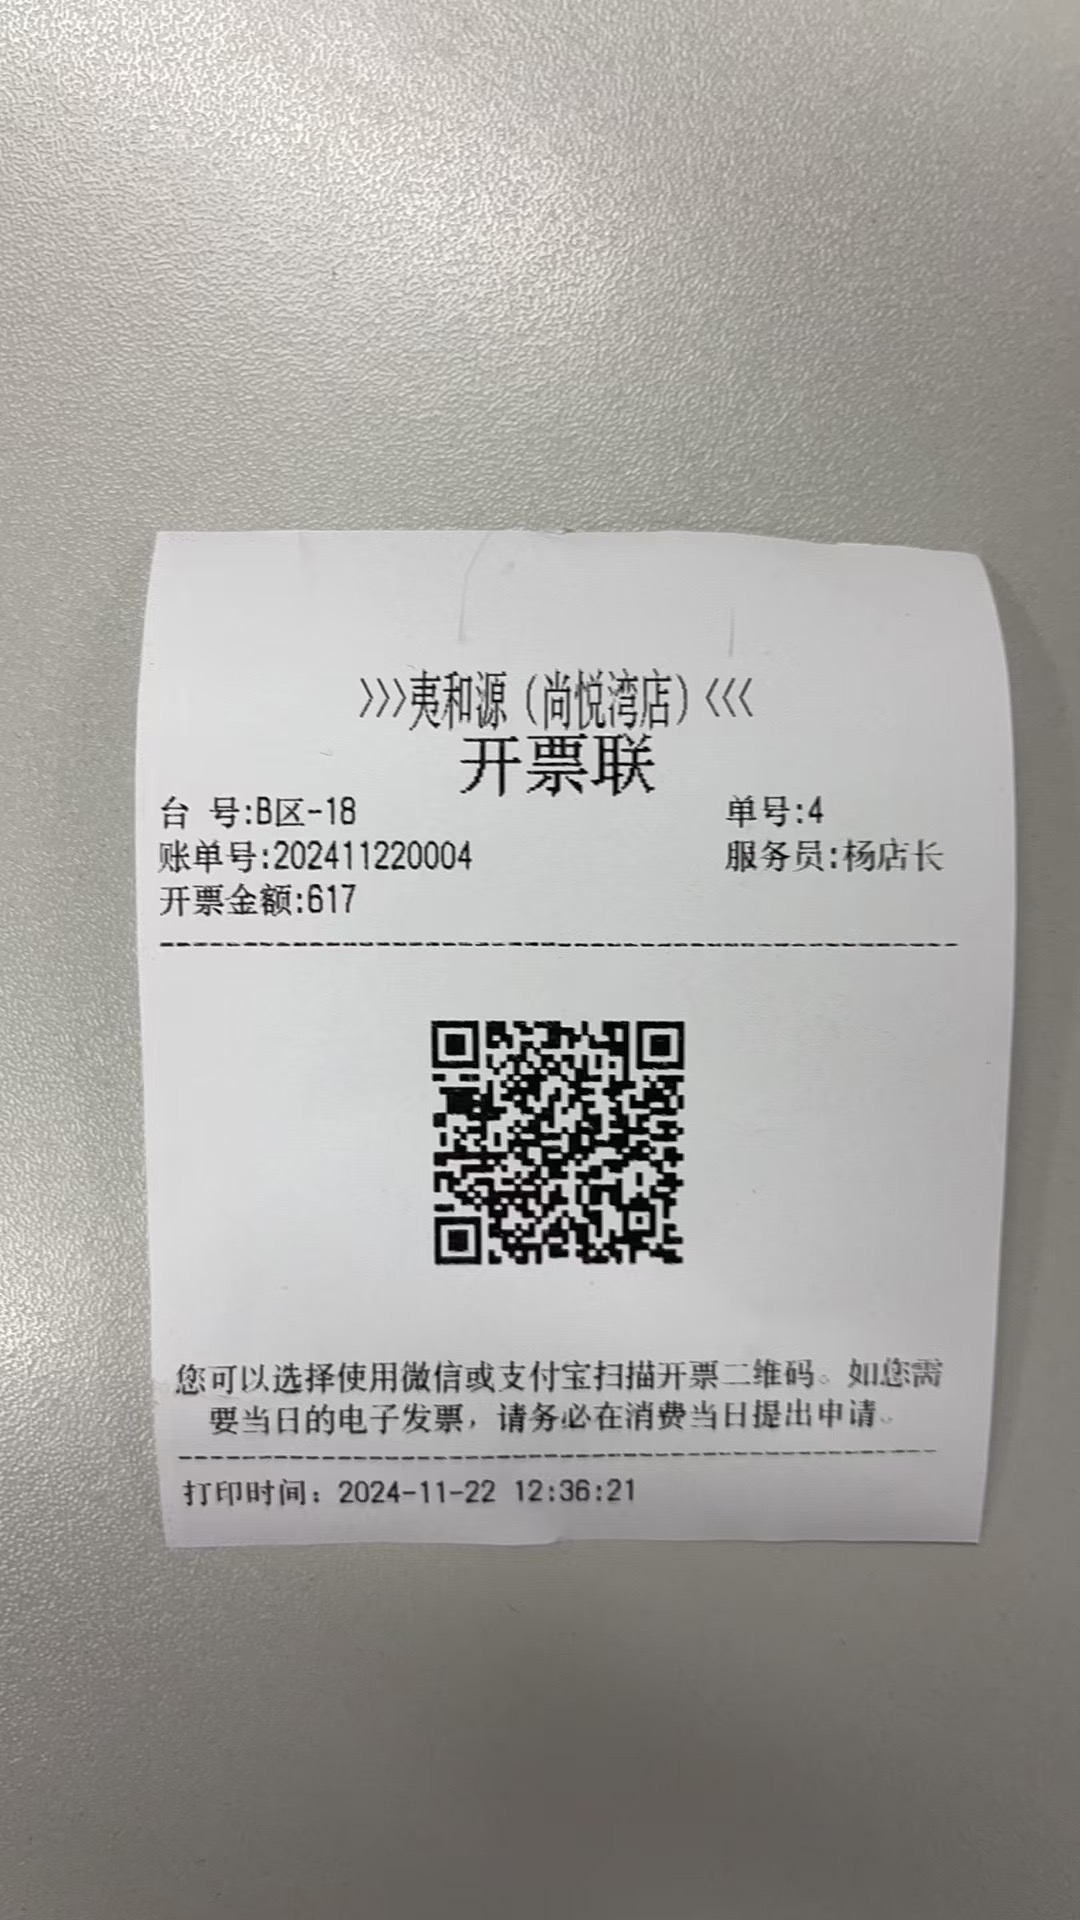 >>>夷和源（尚悦湾店）<<<
开票联
台 号:B区-18 单号:4
账单号:202411220004 服务员:杨店长
开票金额:617
您可以选择使用微信或支付宝扫描开票二维码。如您需
要当日的电子发票，请务必在消费当日提出申请。
打印时间：2024-11-22 12:36:21